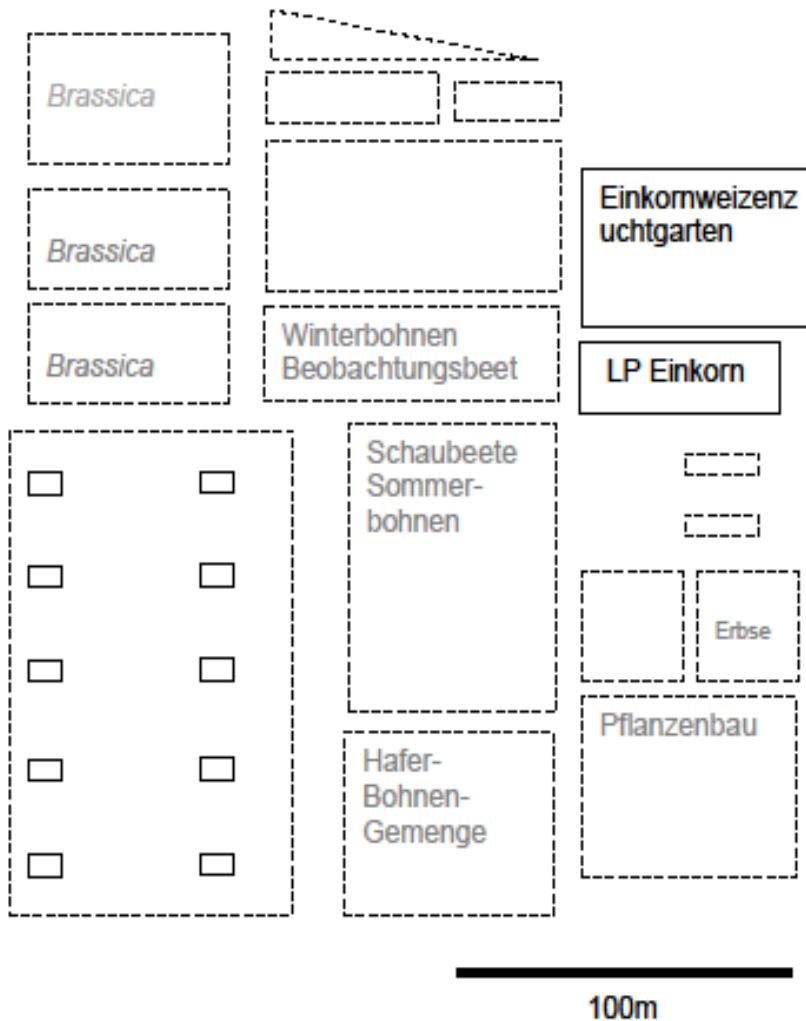 Brassica
Brassica
Brassica
Einkornweizenz
uchtgarten
Winterbohnen
Beobachtungsbeet
LP Einkorn
Schaubeete
Sommer-
bohnen
Erbse
Hafer-
Bohnen-
Gemenge
Pflanzenbau
100m